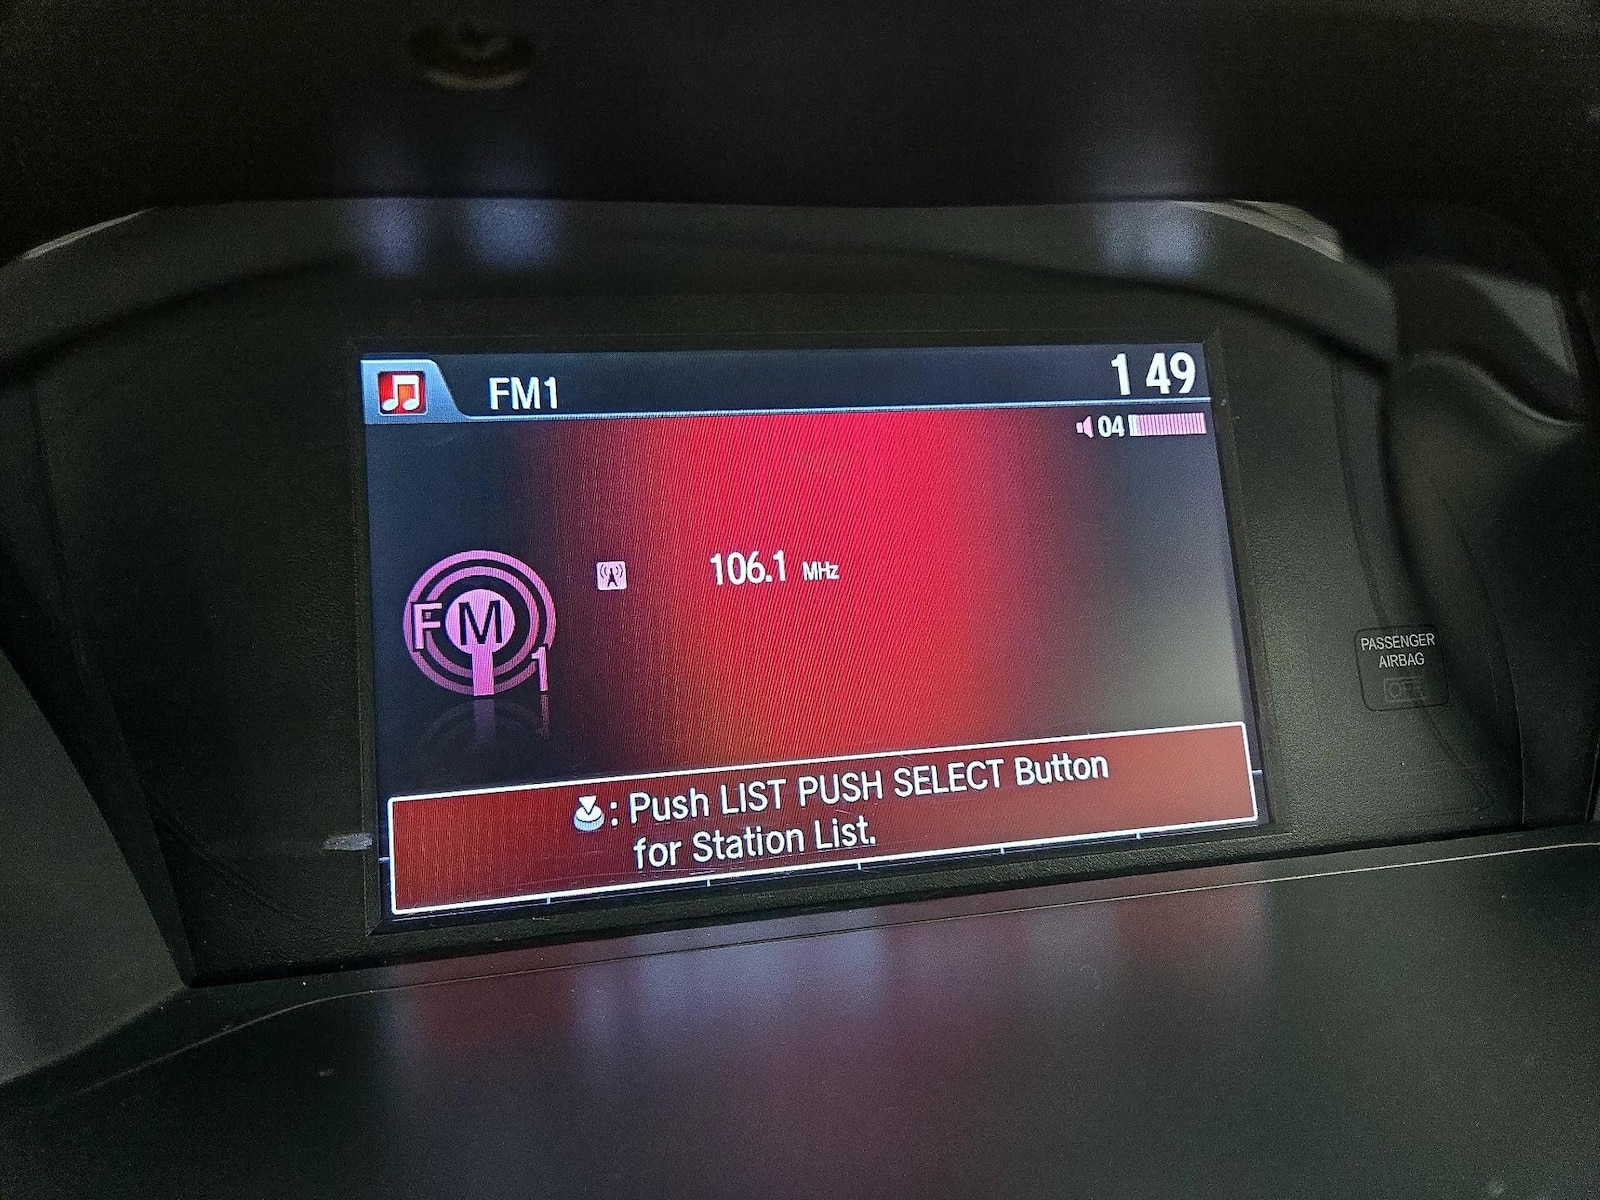 FM1
1 49
04
106.1 MHz
FM
1
PASSENGER
AIRBAG
OFF
: Push LIST PUSH SELECT Button
for Station List.